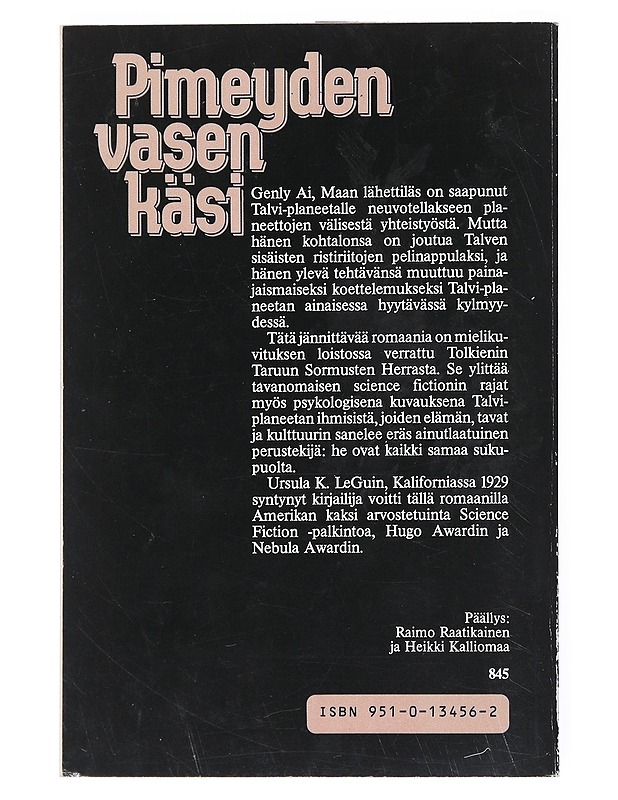 Pimeyden
vasen
käsi
Genly Ai, Maan lähettiläs on saapunut
Talvi-planeetalle neuvotellakseen pla-
neettojen välisestä yhteistyöstä. Mutta
hänen kohtalonsa on joutua Talven
sisäisten ristiriitojen pelinappulaksi, ja
hänen ylevä tehtävänsä muuttuu paina-
jaismaiseksi koettelemukseksi Talvi-pla-
neetan ainaisessa hyytävässä kylmyy-
dessä.
Tätä jännittävää romaania on mieliku-
vituksen loistossa verrattu Tolkienin
Taruun Sormusten Herrasta. Se ylittää
tavanomaisen science fictionin rajat
myös psykologisena kuvauksena Talvi-
planeetan ihmisistä, joiden elämän, tavat
ja kulttuurin sanelee eräs ainutlaatuinen
perustekijä: he ovat kaikki samaa suku-
puolta.
Ursula K. LeGuin, Kaliforniassa 1929
syntynyt kirjailija voitti tällä romaanilla
Amerikan kaksi arvostetuinta Science
Fiction -palkintoa, Hugo Awardin ja
Nebula Awardin.
Päällys:
Raimo Raatikainen
ja Heikki Kalliomaa
845
ISBN 951-0-13456-2